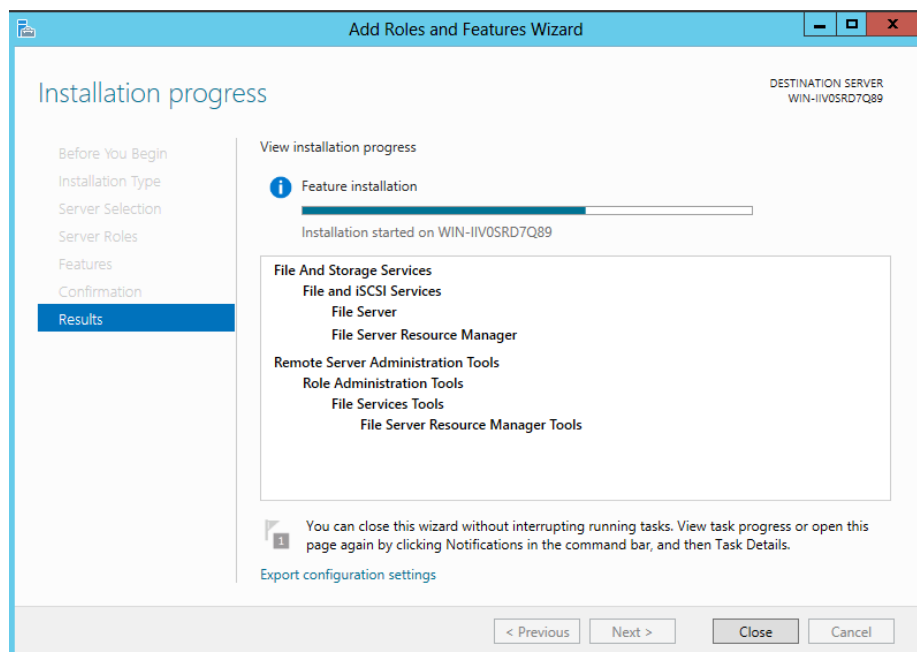 Add Roles and Features Wizard
Installation progress
DESTINATION SERVER
WIN-IIV0SRD7Q89
Before You Begin
Installation Type
Server Selection
Server Roles
Features
Confirmation
Results
View installation progress
Feature installation
Installation started on WIN-IIV0SRD7Q89
File And Storage Services
File and iSCSI Services
File Server
File Server Resource Manager
Remote Server Administration Tools
Role Administration Tools
File Services Tools
File Server Resource Manager Tools
1
You can close this wizard without interrupting running tasks. View task progress or open this
page again by clicking Notifications in the command bar, and then Task Details.
Export configuration settings
< Previous
Next >
Close
Cancel